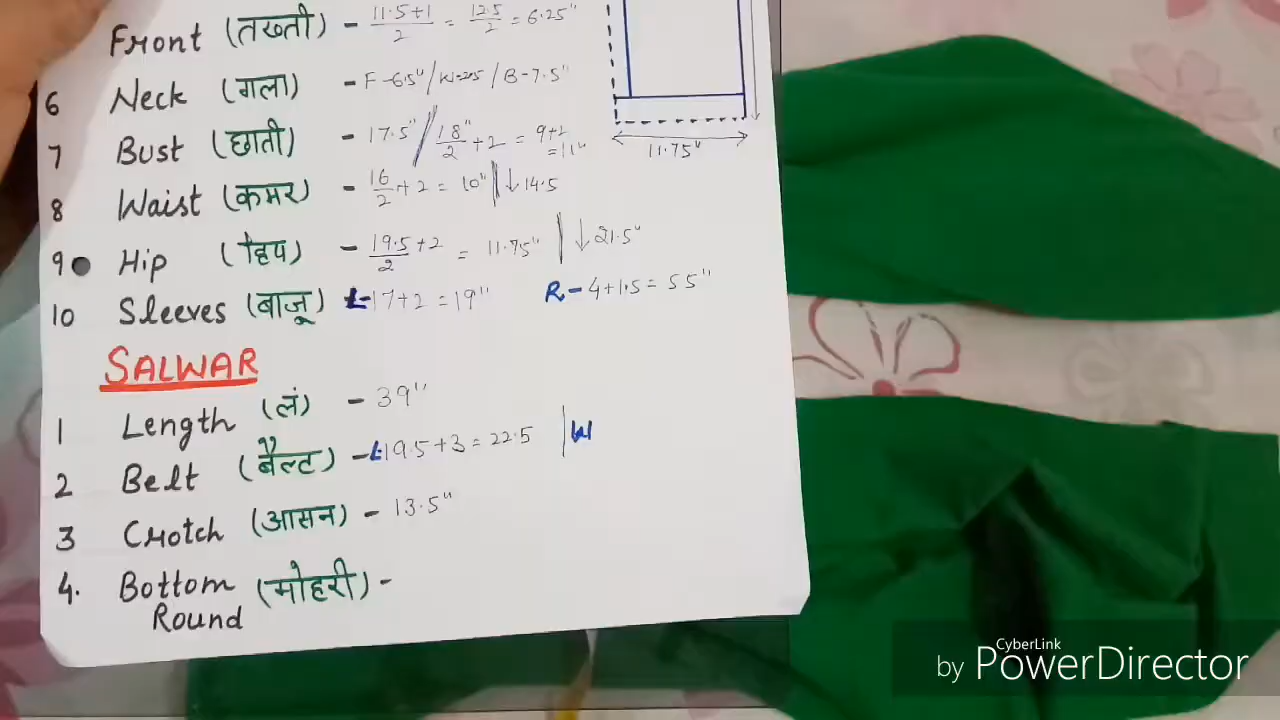 Front (तख्ती) - 11.5+1/2 = 12.5/2 = 6.25"
6 Neck (गला) - F-6.5"/W-2.5/B-7.5"
7 Bust (छाती) - 17.5" / 18"/2 +2 = 9+2 =11"
8 Waist (कमर) - 16/2 +2 = 10" | ↓14.5
9 Hip (हिप) - 19.5+2/2 = 11.75" | ↓21.5"
10 Sleeves (बाजू) L-17+2 =19" R-4+1.5= 5 5"
11.75"
SALWAR
1 Length (लं) - 39"
2 Belt (बैल्ट) - L-19.5+3 = 22.5 | W
3 Crotch (आसन) - 13.5"
4. Bottom (मोहरी) -
Round
CyberLink
by PowerDirector